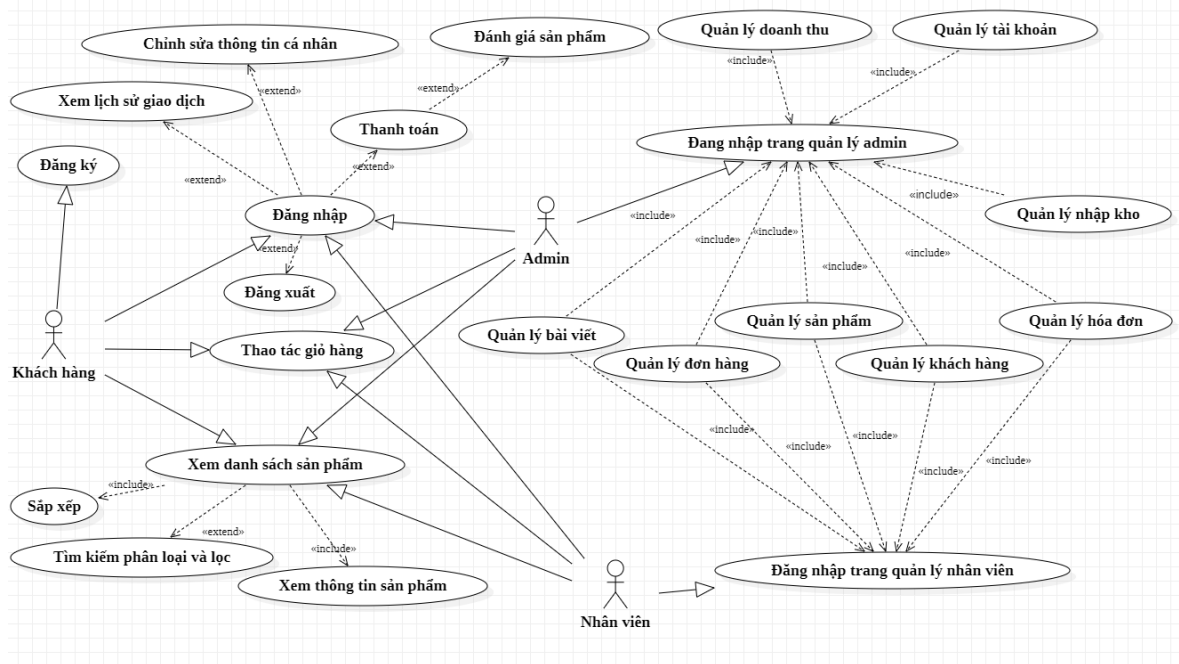 Quản lý doanh thu
Quản lý tài khoản
Đánh giá sản phẩm
Chỉnh sửa thông tin cá nhân
«include»
«include»
«extend»
«extend»
Xem lịch sử giao dịch
Thanh toán
Đang nhập trang quản lý admin
Đăng ký
«extend»
«extend»
«include»
Đăng nhập
«include»
Quản lý nhập kho
«include»
«include»
«extend»
Admin
«include»
«include»
Đăng xuất
Quản lý bài viết
Quản lý sản phẩm
Quản lý hóa đơn
Thao tác giỏ hàng
Quản lý đơn hàng
Quản lý khách hàng
Khách hàng
«include»
«include»
«include»
Xem danh sách sản phẩm
«include»
«include»
«include»
Sắp xếp
«extend»
«include»
Tìm kiếm phân loại và lọc
Đăng nhập trang quản lý nhân viên
Xem thông tin sản phẩm
Nhân viên